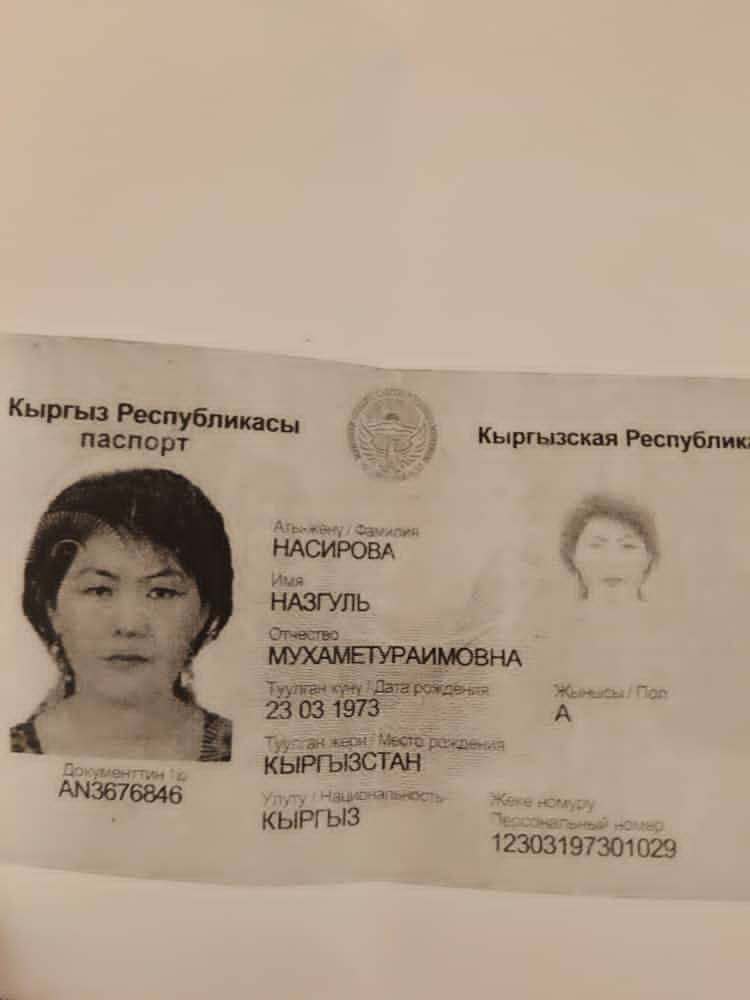 Кыргыз Республикасы
паспорт
Кыргызская Республика
Аты-жөнү / Фамилия
НАСИРОВА
Имя
НАЗГУЛЬ
Отчество
МУХАМЕТУРАИМОВНА
Туулган күнү / Дата рождения
23 03 1973
Жынысы / Пол
А
Туулган жери / Место рождения
КЫРГЫЗСТАН
Документтин
AN3676846
Улуту / Национальность
КЫРГЫЗ
Жеке номуру
Персональный номер
12303197301029